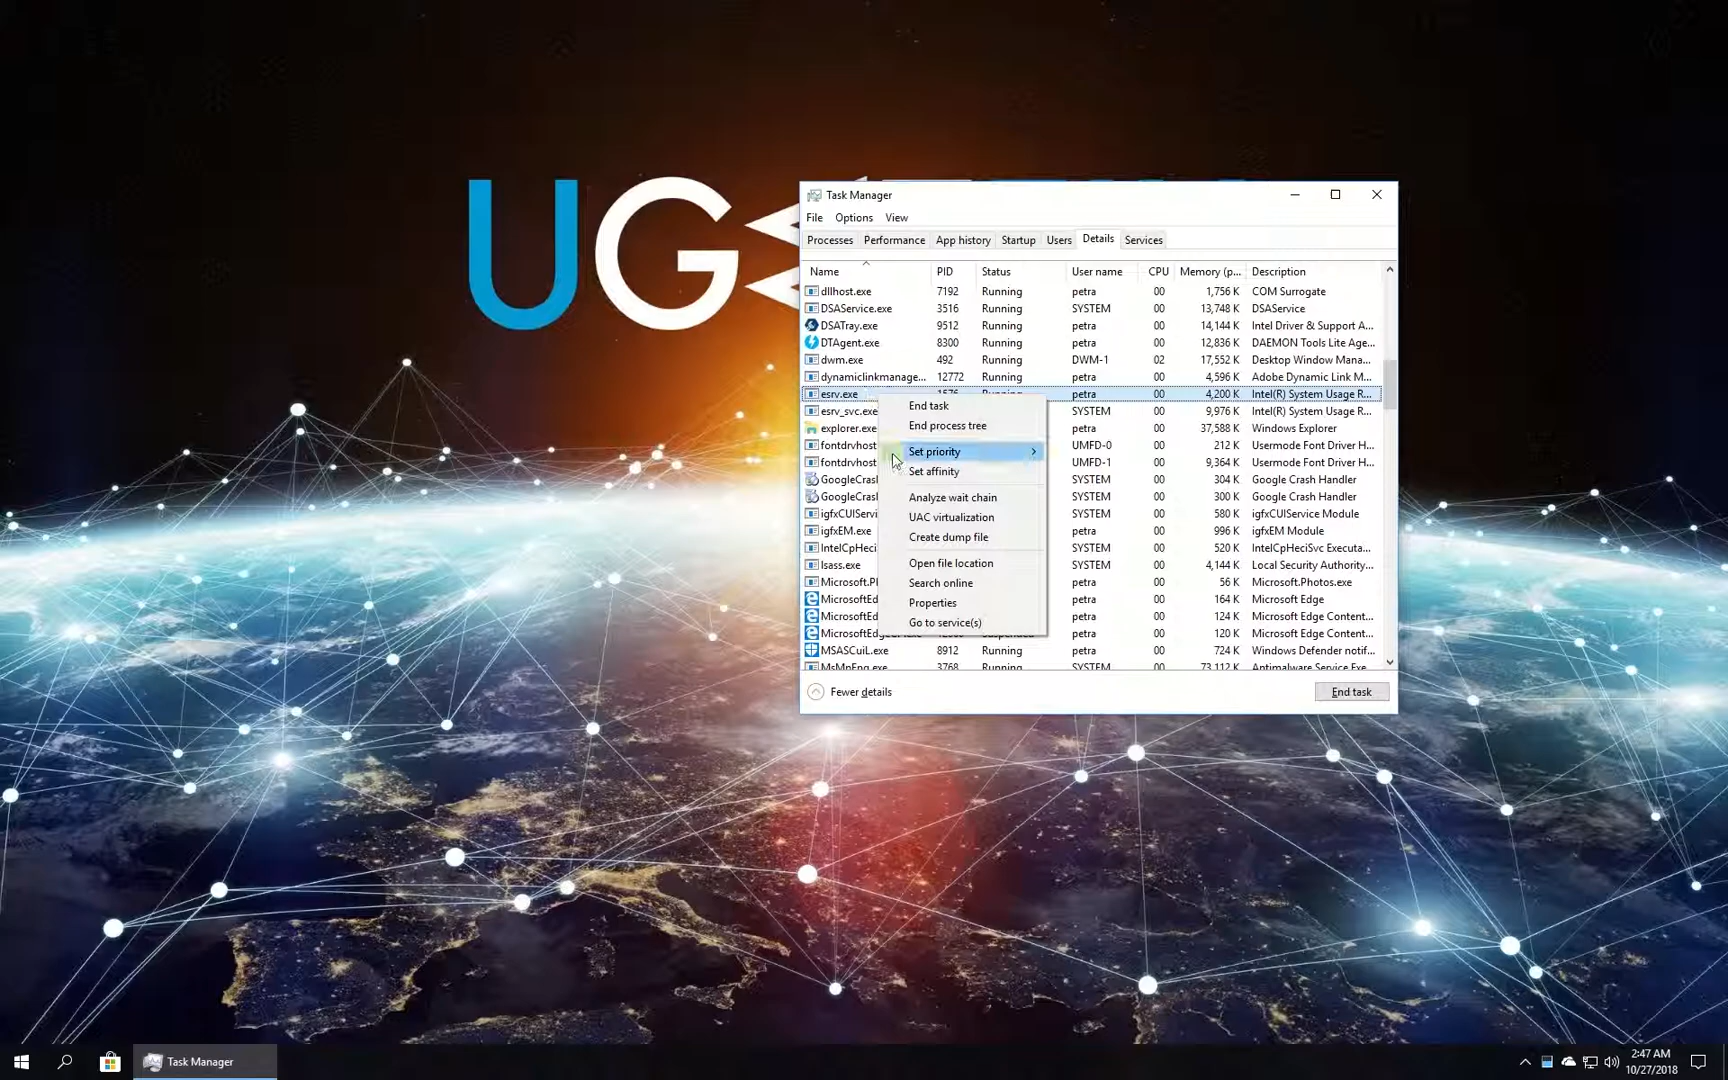 UG
Task Manager
File Options View
Processes Performance App history Startup Users Details Services
Name PID Status User name CPU Memory (p... Description
dllhost.exe 7192 Running petra 00 1,756 K COM Surrogate
DSAService.exe 3516 Running SYSTEM 00 13,748 K DSAService
DSATray.exe 9512 Running petra 00 14,144 K Intel Driver & Support A...
DTAgent.exe 8300 Running petra 00 12,836 K DAEMON Tools Lite Age...
dwm.exe 492 Running DWM-1 02 17,552 K Desktop Window Mana...
dynamiclinkmanage... 12772 Running petra 00 4,596 K Adobe Dynamic Link M...
esrv.exe 1576 Running petra 00 4,200 K Intel(R) System Usage R...
esrv_svc.exe SYSTEM 00 9,976 K Intel(R) System Usage R...
explorer.exe petra 00 37,588 K Windows Explorer
fontdrvhost UMFD-0 00 212 K Usermode Font Driver H...
fontdrvhost UMFD-1 00 9,364 K Usermode Font Driver H...
GoogleCrash SYSTEM 00 304 K Google Crash Handler
GoogleCrash SYSTEM 00 300 K Google Crash Handler
igfxCUIServi SYSTEM 00 580 K igfxCUIService Module
igfxEM.exe petra 00 996 K igfxEM Module
IntelCpHeci SYSTEM 00 520 K IntelCpHeciSvc Executa...
lsass.exe SYSTEM 00 4,144 K Local Security Authority...
Microsoft.P petra 00 56 K Microsoft.Photos.exe
MicrosoftEd petra 00 164 K Microsoft Edge
MicrosoftEd petra 00 116 K Microsoft Edge Content...
MicrosoftEdgeCP.exe Suspended petra 00 120 K Microsoft Edge Content...
MSASCuiL.exe 8912 Running petra 00 724 K Windows Defender notif...
MsMpEng.exe 3768 Running SYSTEM 00 73,112 K Antimalware Service Exe
End task
End process tree
Set priority
Set affinity
Analyze wait chain
UAC virtualization
Create dump file
Open file location
Search online
Properties
Go to service(s)
Fewer details
End task
Task Manager
2:47 AM
10/27/2018